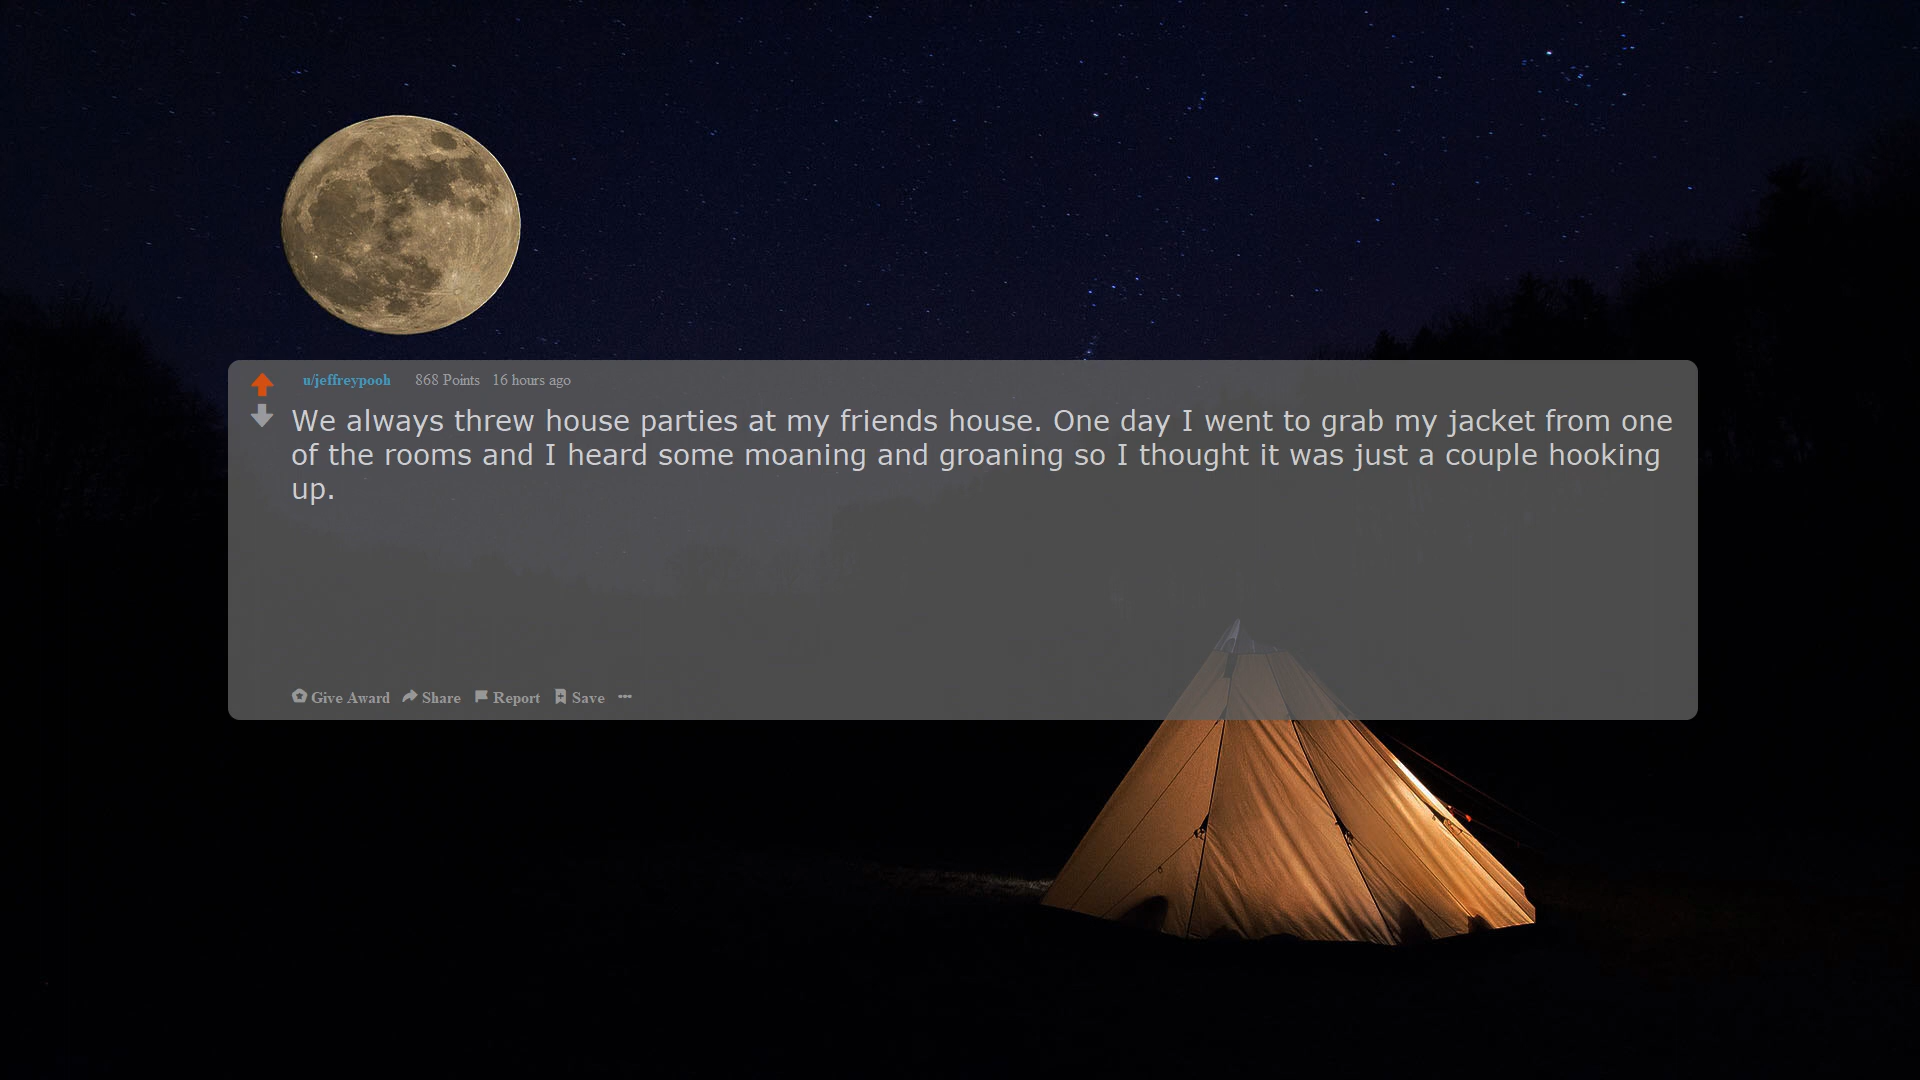 u/jeffreypooh 868 Points 16 hours ago
We always threw house parties at my friends house. One day I went to grab my jacket from one
of the rooms and I heard some moaning and groaning so I thought it was just a couple hooking
up.
Give Award Share Report Save